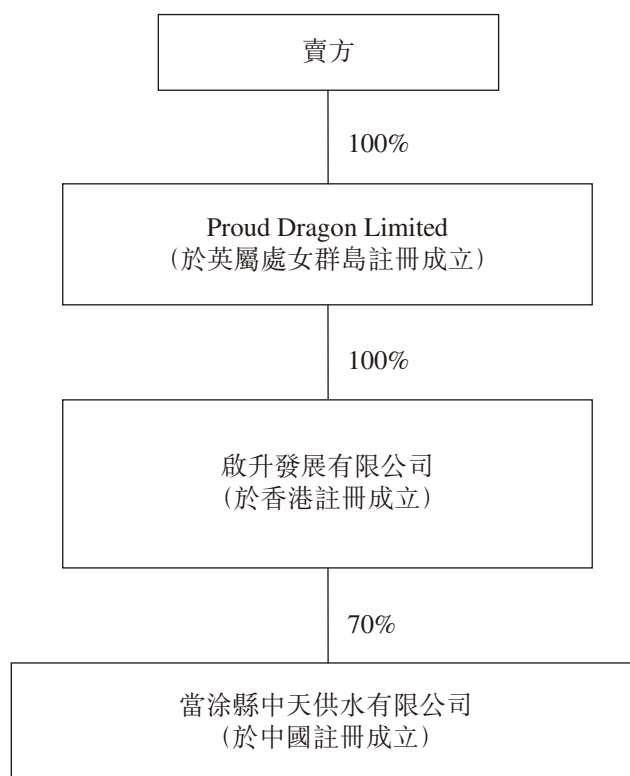 賣方
100%
Proud Dragon Limited
(於英屬處女群島註冊成立)
100%
啟升發展有限公司
(於香港註冊成立)
70%
當涂縣中天供水有限公司
(於中國註冊成立)